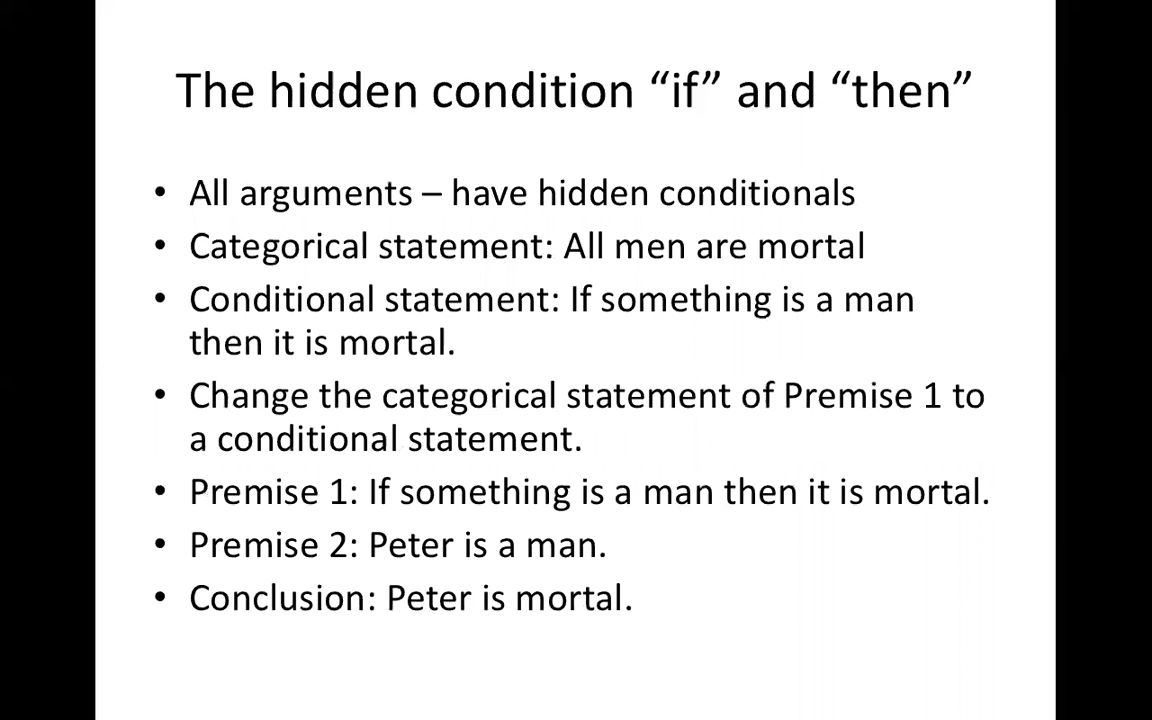 The hidden condition “if” and “then”
• All arguments – have hidden conditionals
• Categorical statement: All men are mortal
• Conditional statement: If something is a man
then it is mortal.
• Change the categorical statement of Premise 1 to
a conditional statement.
• Premise 1: If something is a man then it is mortal.
• Premise 2: Peter is a man.
• Conclusion: Peter is mortal.